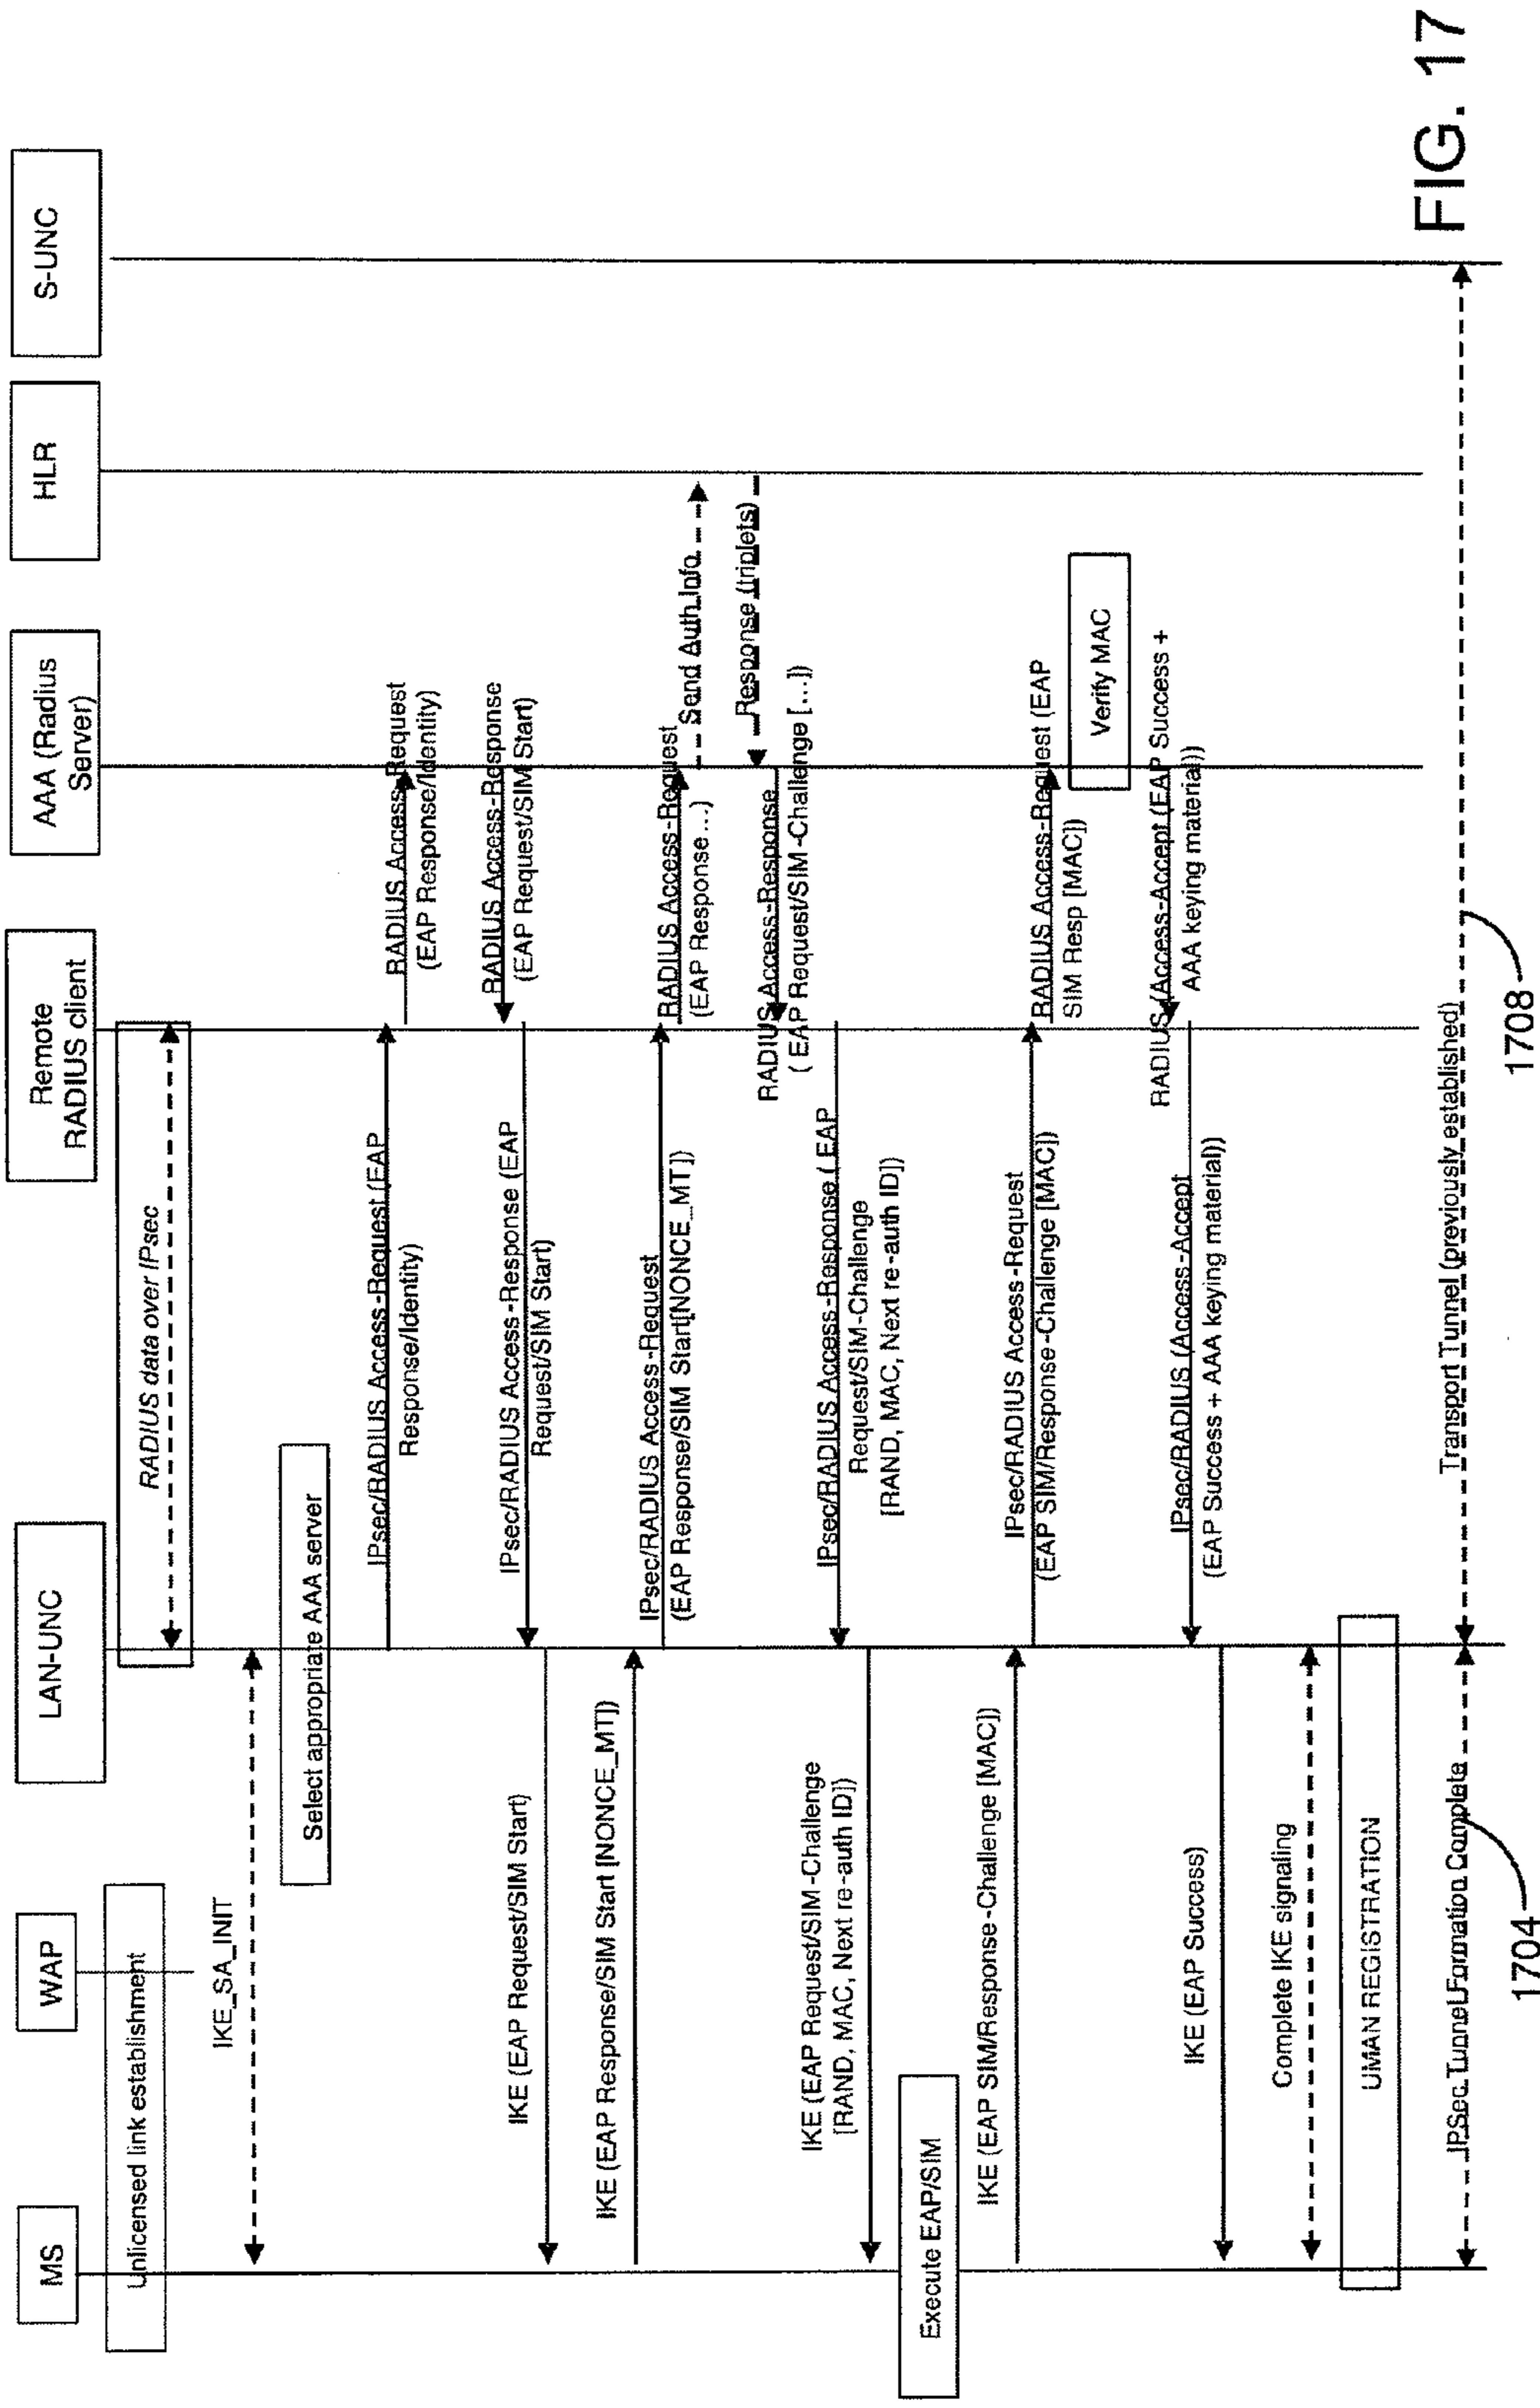 MS
WAP
LAN-UNC
Remote
RADIUS client
AAA (Radius
Server)
HLR
S-UNC
Unlicensed link establishment
RADIUS data over IPsec
IKE_SA_INIT
Select appropriate AAA server
IPsec/RADIUS Access-Request (EAP
Response/Identity)
RADIUS Access-Request
(EAP Response/Identity)
RADIUS Access-Response
(EAP Request/SIM Start)
IPsec/RADIUS Access-Response (EAP
Request/SIM Start)
IKE (EAP Request/SIM Start)
IKE (EAP Response/SIM Start [NONCE_MT])
IPsec/RADIUS Access-Request
(EAP Response/SIM Start[NONCE_MT])
RADIUS Access-Request
(EAP Response ...)
Send Auth Info
Response (triplets)
RADIUS Access-Response
( EAP Request/SIM-Challenge [...])
IPsec/RADIUS Access-Response ( EAP
Request/SIM-Challenge
[RAND, MAC, Next re-auth ID])
IKE (EAP Request/SIM-Challenge
[RAND, MAC, Next re-auth ID])
Execute EAP/SIM
IKE (EAP SIM/Response-Challenge [MAC])
IPsec/RADIUS Access-Request
(EAP SIM/Response-Challenge [MAC])
RADIUS Access-Request (EAP
SIM Resp [MAC])
Verify MAC
RADIUS (Access-Accept (EAP Success +
AAA keying material))
IPsec/RADIUS (Access-Accept
(EAP Success + AAA keying material))
IKE (EAP Success)
Complete IKE signaling
UMAN REGISTRATION
IPSec Tunnel Formation Complete
Transport Tunnel (previously established)
1704
1708
FIG. 17